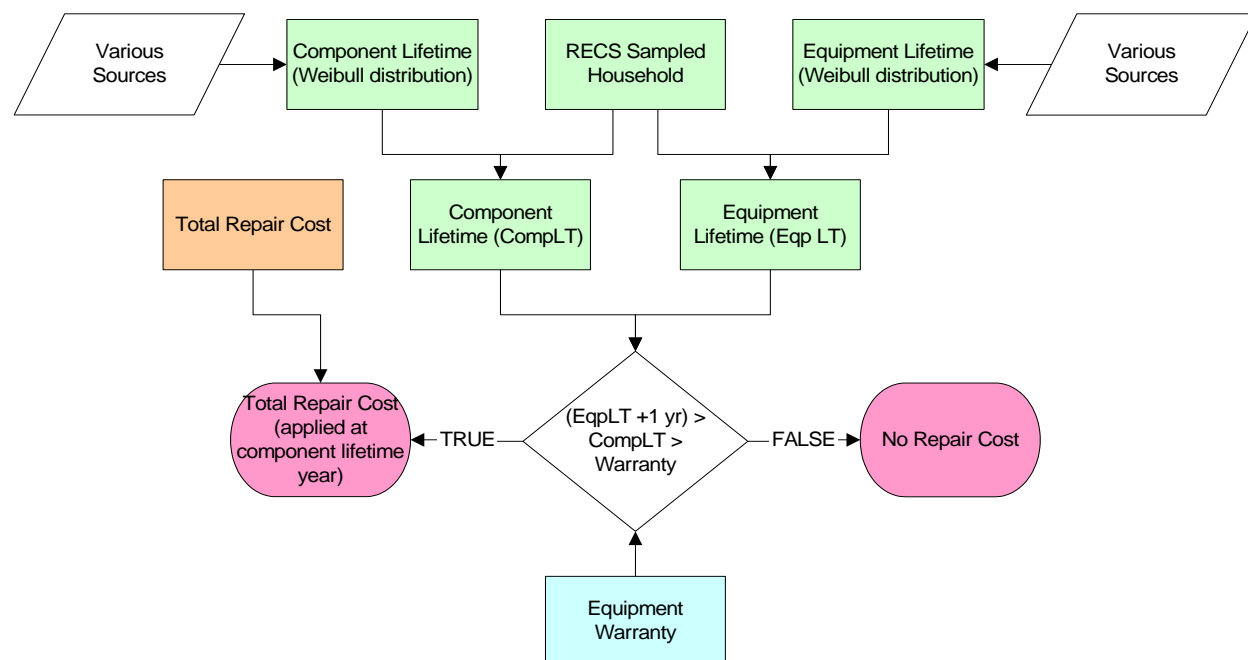 Various
Sources
Component Lifetime
(Weibull distribution)
RECS Sampled
Household
Equipment Lifetime
(Weibull distribution)
Various
Sources
Total Repair Cost
Component
Lifetime (CompLT)
Equipment
Lifetime (Eqp LT)
Total Repair Cost
(applied at
component lifetime
year)
TRUE
(EqpLT +1 yr) >
CompLT >
Warranty
FALSE
No Repair Cost
Equipment
Warranty